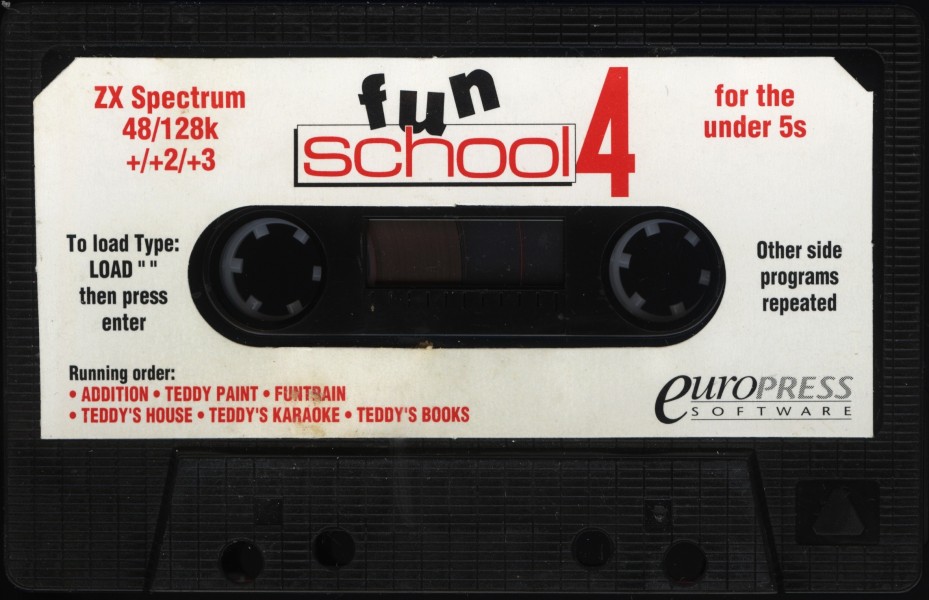 ZX Spectrum
48/128k
+/+2/+3
fun
school 4
for the
under 5s
To load Type:
LOAD " "
then press
enter
Other side
programs
repeated
Running order:
• ADDITION • TEDDY PAINT • FUNTRAIN
• TEDDY'S HOUSE • TEDDY'S KARAOKE • TEDDY'S BOOKS
euroPRESS
SOFTWARE